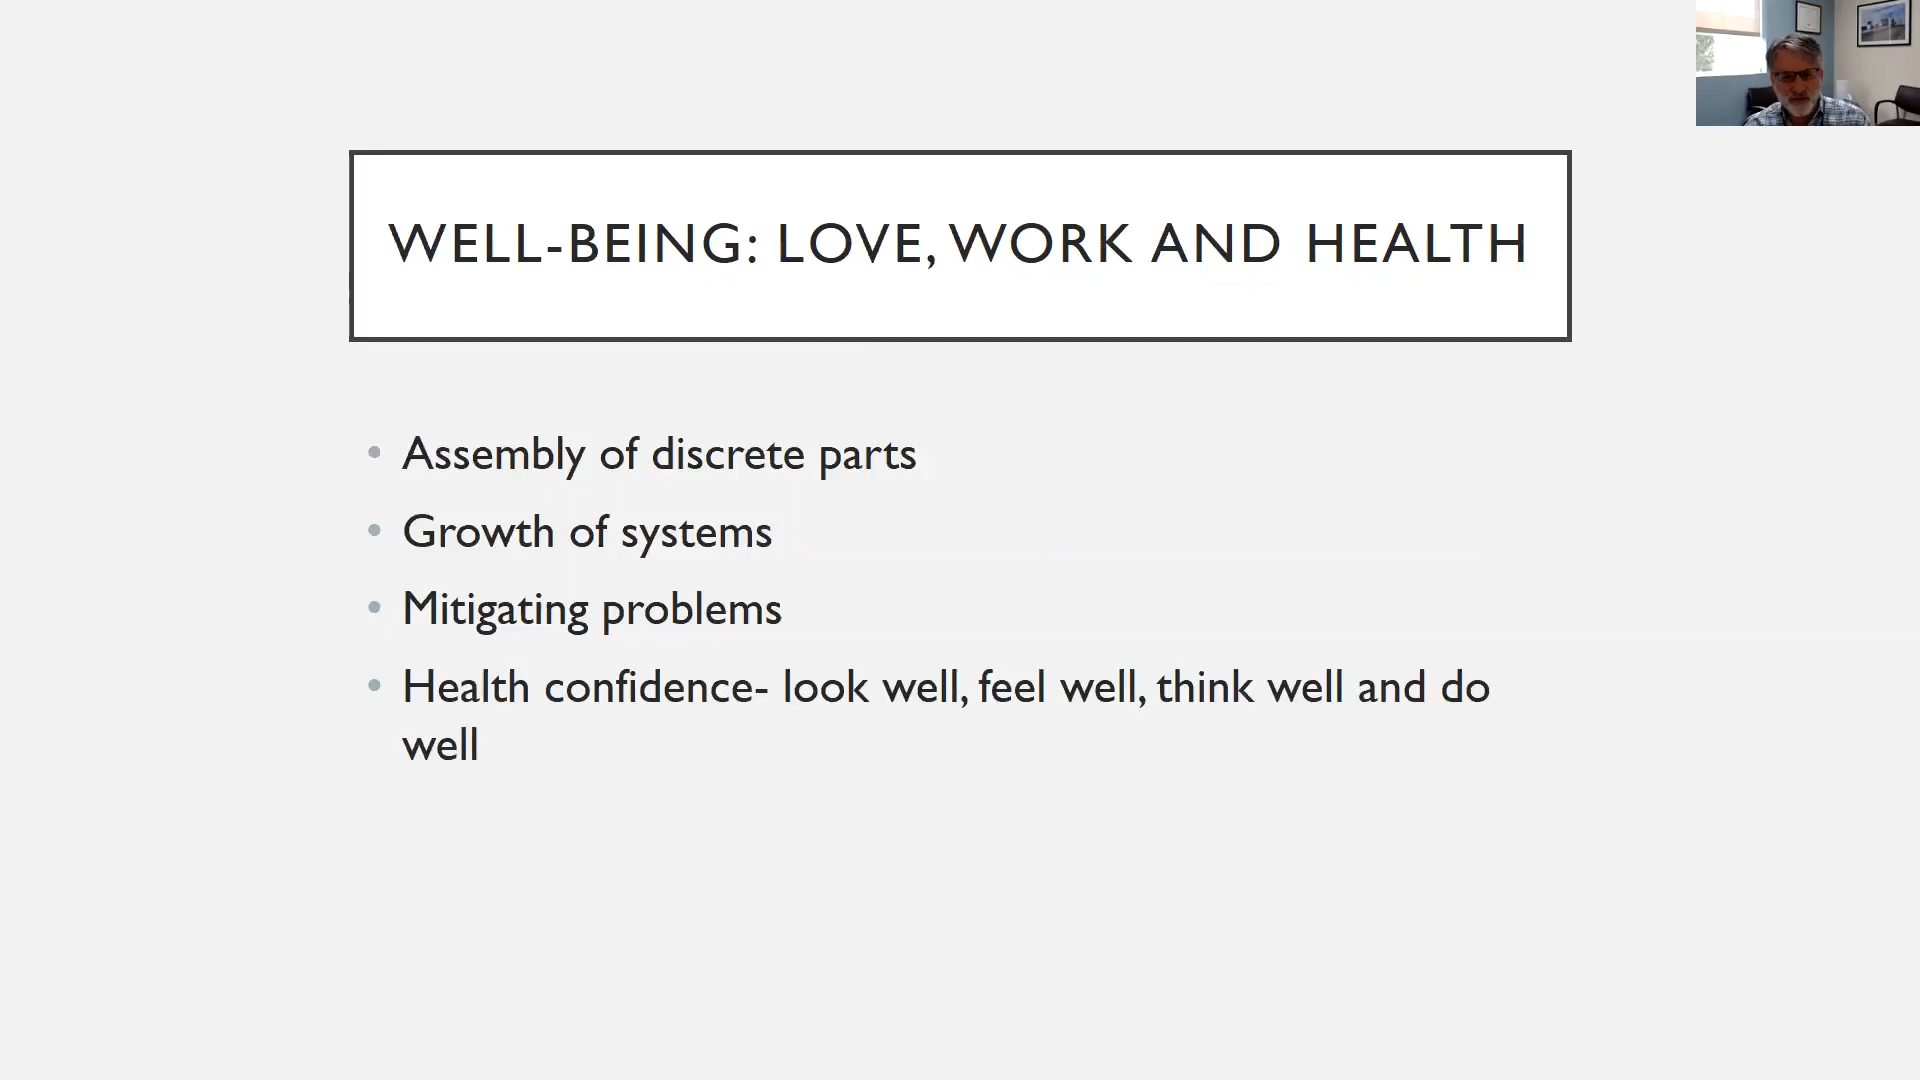 WELL-BEING: LOVE, WORK AND HEALTH
• Assembly of discrete parts
• Growth of systems
• Mitigating problems
• Health confidence- look well, feel well, think well and do
well